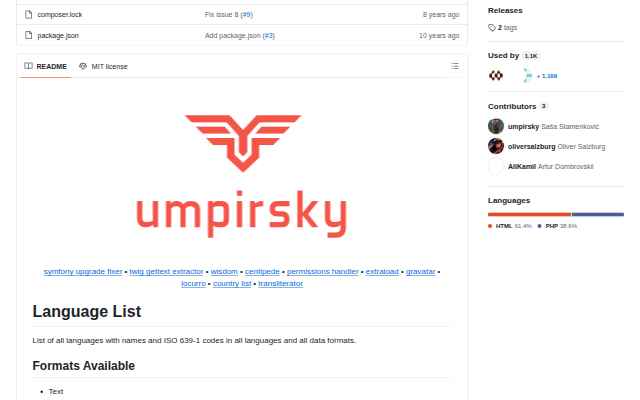 composer.lock Fix issue 8 (#9) 8 years ago
package.json Add package.json (#3) 10 years ago
README MIT license
umpirsky
symfony upgrade fixer • twig gettext extractor • wisdom • centipede • permissions handler • extraload • gravatar •
locurro • country list • transliterator
Language List
List of all languages with names and ISO 639-1 codes in all languages and all data formats.
Formats Available
• Text
Releases
2 tags
Used by 1.1K
+ 1,109
Contributors 3
umpirsky Saša Stamenković
oliversalzburg Oliver Salzburg
AliKamil Artur Dombrovskii
Languages
HTML 61.4% PHP 38.6%